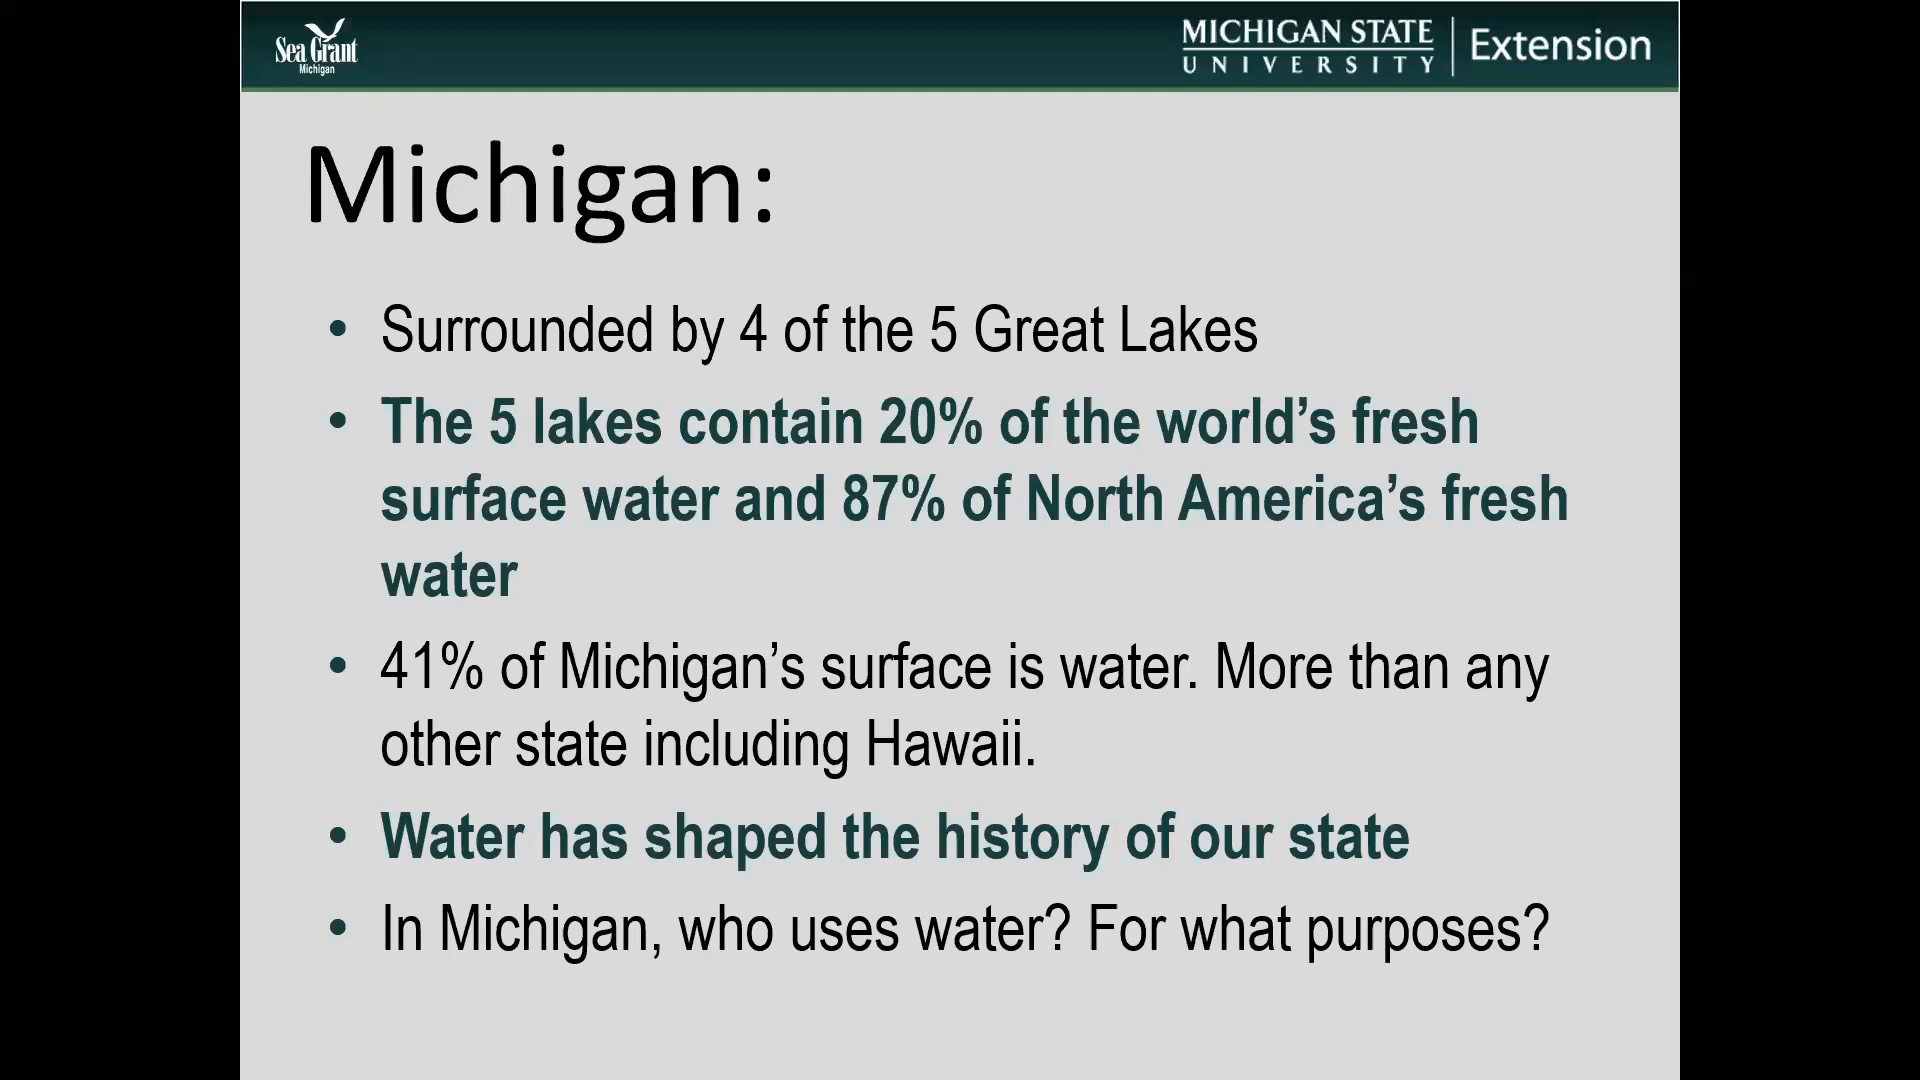 Sea Grant
Michigan
MICHIGAN STATE
UNIVERSITY
Extension
Michigan:
• Surrounded by 4 of the 5 Great Lakes
• The 5 lakes contain 20% of the world’s fresh
surface water and 87% of North America’s fresh
water
• 41% of Michigan’s surface is water. More than any
other state including Hawaii.
• Water has shaped the history of our state
• In Michigan, who uses water? For what purposes?